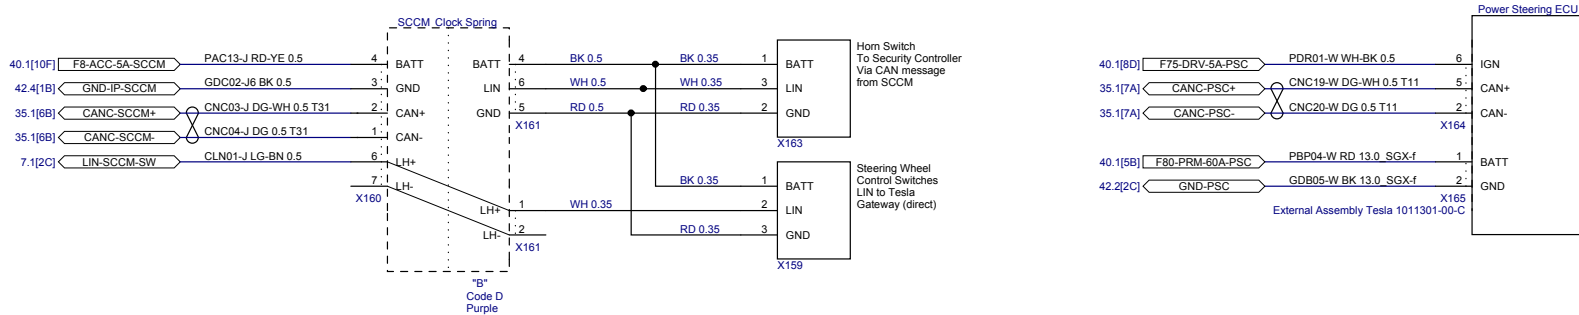 SCCM Clock Spring
40.1[10F] F8-ACC-5A-SCCM PAC13-J RD-YE 0.5 4 BATT
42.4[1B] GND-IP-SCCM GDC02-J6 BK 0.5 3 GND
35.1[6B] CANC-SCCM+ CNC03-J DG-WH 0.5 T31 2 CAN+
35.1[6B] CANC-SCCM- CNC04-J DG 0.5 T31 1 CAN-
7.1[2C] LIN-SCCM-SW CLN01-J LG-BN 0.5 6 LH+
7 LH-
X160
BATT 4 BK 0.5 BK 0.35 1 BATT
LIN 6 WH 0.5 WH 0.35 3 LIN
GND 5 RD 0.5 RD 0.35 2 GND
X161
X163
Horn Switch
To Security Controller
Via CAN message
from SCCM
BK 0.35 1 BATT
LH+ 1 WH 0.35 2 LIN
LH- 2 RD 0.35 3 GND
X161
X159
Steering Wheel
Control Switches
LIN to Tesla
Gateway (direct)
"B"
Code D
Purple
Power Steering ECU
40.1[8D] F75-DRV-5A-PSC PDR01-W WH-BK 0.5 6 IGN
35.1[7A] CANC-PSC+ CNC19-W DG-WH 0.5 T11 5 CAN+
35.1[7A] CANC-PSC- CNC20-W DG 0.5 T11 2 CAN-
X164
40.1[5B] F80-PRM-60A-PSC PBP04-W RD 13.0_SGX-f 1 BATT
42.2[2C] GND-PSC GDB05-W BK 13.0_SGX-f 2 GND
X165
External Assembly Tesla 1011301-00-C